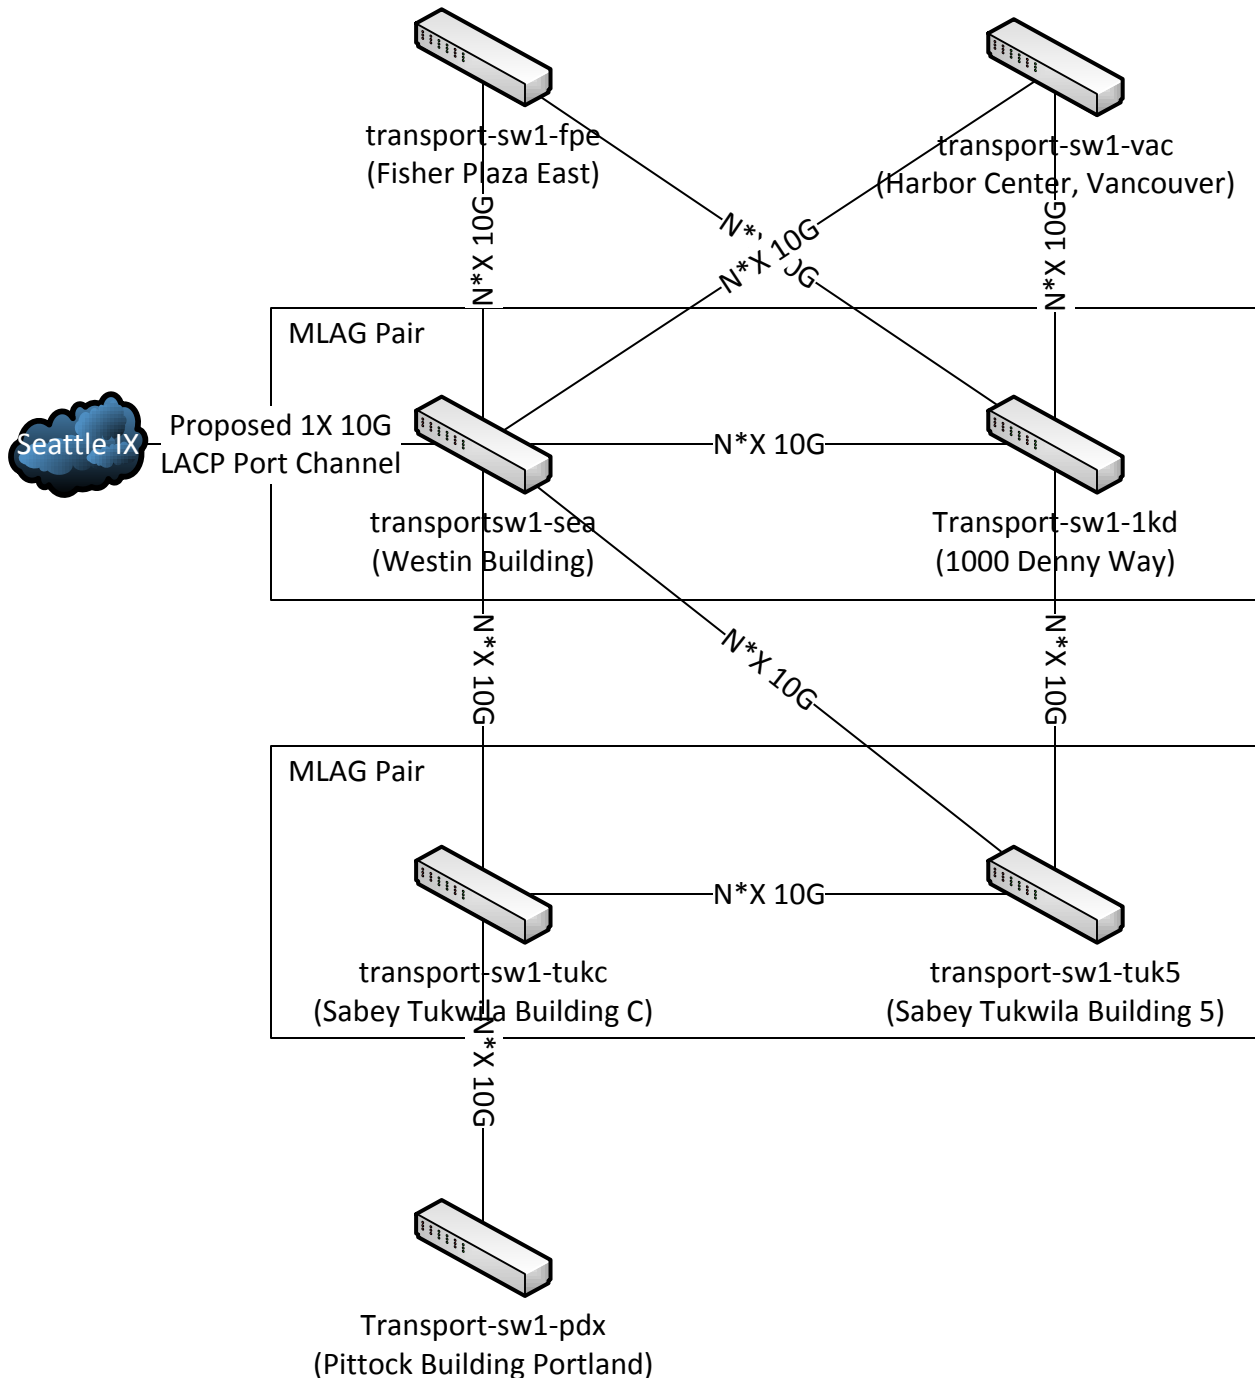 transport-sw1-fpe
(Fisher Plaza East)
transport-sw1-vac
(Harbor Center, Vancouver)
N*X 10G
N*X 10G
N*X 10G
MLAG Pair
Seattle IX
Proposed 1X 10G
LACP Port Channel
N*X 10G
transportsw1-sea
(Westin Building)
Transport-sw1-1kd
(1000 Denny Way)
N*X 10G
N*X 10G
N*X 10G
MLAG Pair
N*X 10G
transport-sw1-tukc
(Sabey Tukwila Building C)
transport-sw1-tuk5
(Sabey Tukwila Building 5)
N*X 10G
Transport-sw1-pdx
(Pittock Building Portland)